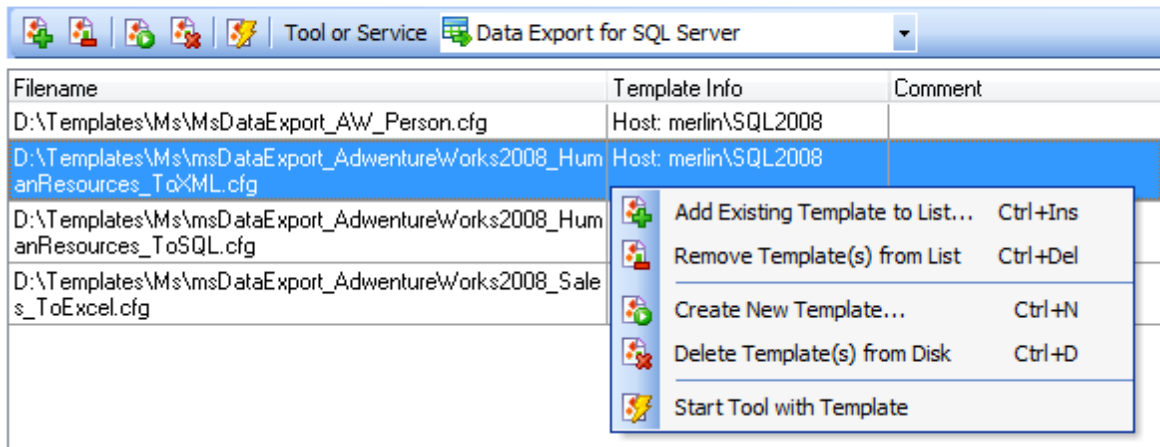 Tool or Service Data Export for SQL Server
Filename Template Info Comment
D:\Templates\Ms\MsDataExport_AW_Person.cfg Host: merlin\SQL2008
D:\Templates\Ms\msDataExport_AdwentureWorks2008_Hum Host: merlin\SQL2008
anResources_ToXML.cfg
D:\Templates\Ms\msDataExport_AdwentureWorks2008_Hum
anResources_ToSQL.cfg
D:\Templates\Ms\msDataExport_AdwentureWorks2008_Sale
s_ToExcel.cfg
Add Existing Template to List... Ctrl+Ins
Remove Template(s) from List Ctrl+Del
Create New Template... Ctrl+N
Delete Template(s) from Disk Ctrl+D
Start Tool with Template